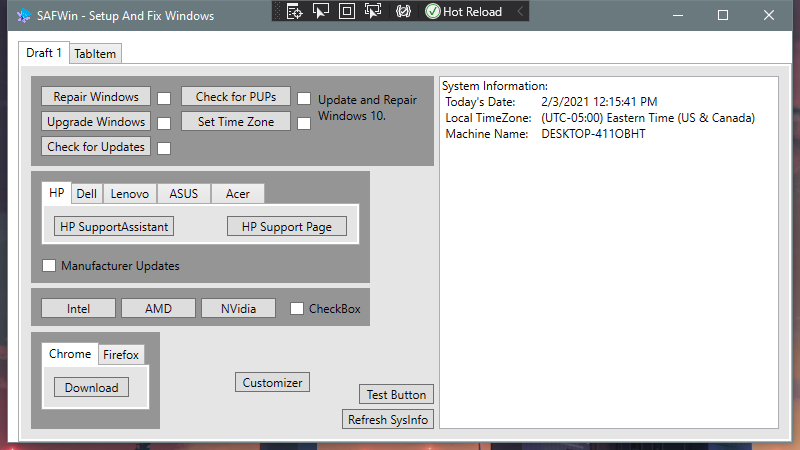 SAFWin - Setup And Fix Windows
Hot Reload
Draft 1
TabItem
Repair Windows
Check for PUPs
Update and Repair
Windows 10.
Upgrade Windows
Set Time Zone
Check for Updates
HP
Dell
Lenovo
ASUS
Acer
HP SupportAssistant
HP Support Page
Manufacturer Updates
Intel
AMD
NVidia
CheckBox
Chrome
Firefox
Download
Customizer
Test Button
Refresh SysInfo
System Information:
Today's Date: 2/3/2021 12:15:41 PM
Local TimeZone: (UTC-05:00) Eastern Time (US & Canada)
Machine Name: DESKTOP-411OBHT